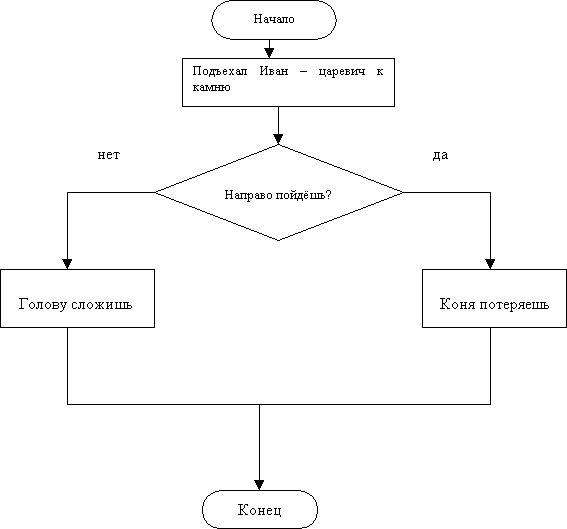 Начало
Подъехал Иван – царевич к
камню
нет
да
Направо пойдёшь?
Голову сложишь
Коня потеряешь
Конец